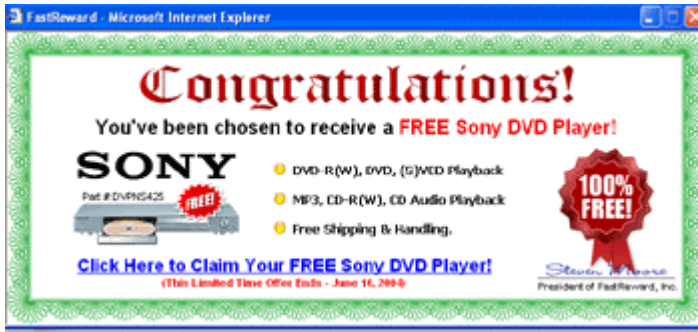 FastReward - Microsoft Internet Explorer
Congratulations!
You've been chosen to receive a FREE Sony DVD Player!
SONY
Part # DVPNS425
FREE!
DVD-R(W), DVD, (S)VCD Playback
MP3, CD-R(W), CD Audio Playback
Free Shipping & Handling.
100%
FREE!
Click Here to Claim Your FREE Sony DVD Player!
(This Limited Time Offer Ends - June 16, 2004)
Steven Moore
President of FastReward, Inc.